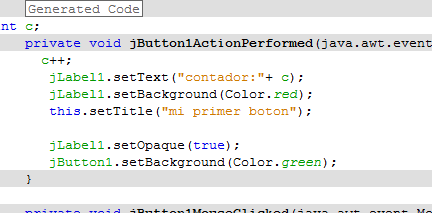 Generated Code
nt c;
private void jButton1ActionPerformed(java.awt.event
c++;
jLabel1.setText("contador:"+ c);
jLabel1.setBackground(Color.red);
this.setTitle("mi primer boton");
jLabel1.setOpaque(true);
jButton1.setBackground(Color.green);
}
private void jButton1MouseClicked(java.awt.event.Mo